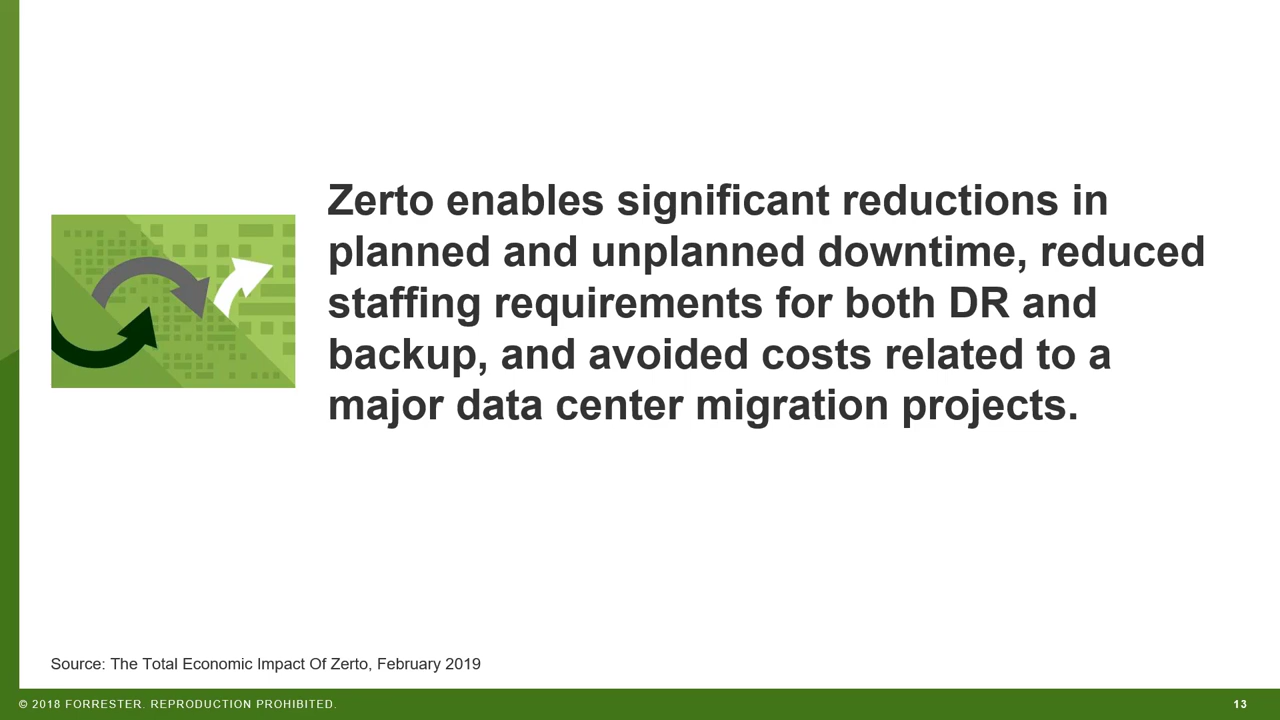 Zerto enables significant reductions in
planned and unplanned downtime, reduced
staffing requirements for both DR and
backup, and avoided costs related to a
major data center migration projects.
Source: The Total Economic Impact Of Zerto, February 2019
© 2018 FORRESTER. REPRODUCTION PROHIBITED.
13